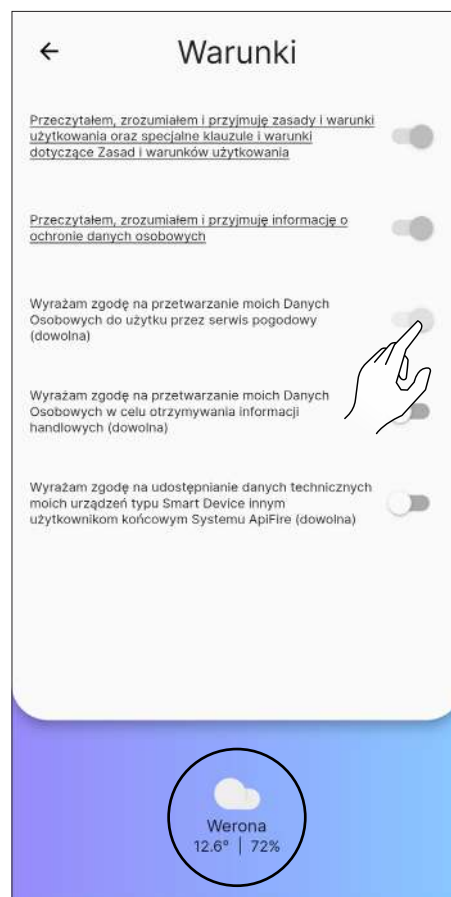 Warunki
Przeczytałem, zrozumiałem i przyjmuję zasady i warunki
użytkowania oraz specjalne klauzule i warunki
dotyczące Zasad i warunków użytkowania
Przeczytałem, zrozumiałem i przyjmuję informację o
ochronie danych osobowych
Wyrażam zgodę na przetwarzanie moich Danych
Osobowych do użytku przez serwis pogodowy
(dowolna)
Wyrażam zgodę na przetwarzanie moich Danych
Osobowych w celu otrzymywania informacji
handlowych (dowolna)
Wyrażam zgodę na udostępnianie danych technicznych
moich urządzeń typu Smart Device innym
użytkownikom końcowym Systemu ApiFire (dowolna)
Werona
12.6° | 72%